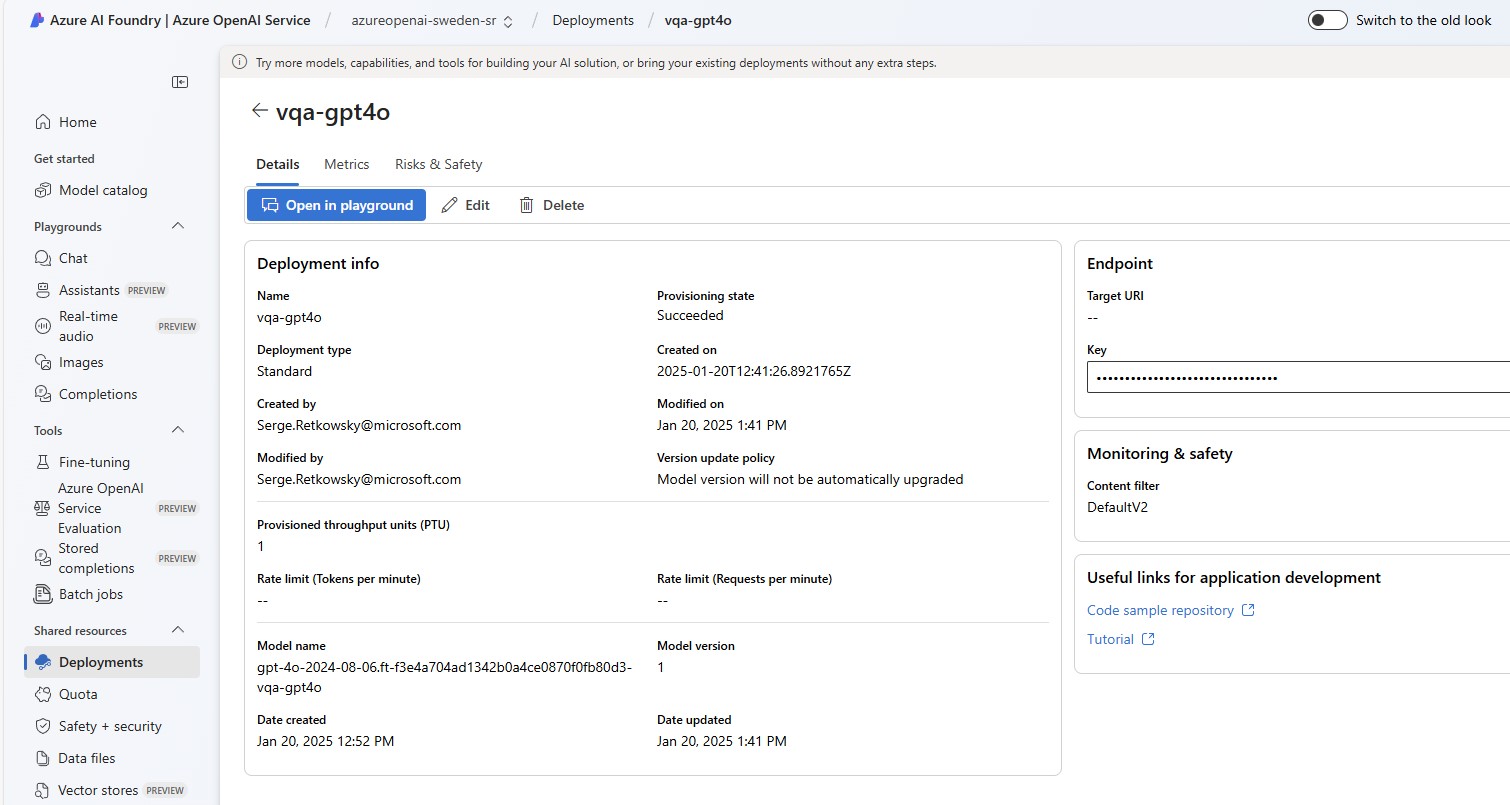 Azure AI Foundry | Azure OpenAI Service / azureopenai-sweden-sr / Deployments / vqa-gpt4o
Switch to the old look
Try more models, capabilities, and tools for building your AI solution, or bring your existing deployments without any extra steps.
Home
Get started
Model catalog
Playgrounds
Chat
Assistants PREVIEW
Real-time
audio
PREVIEW
Images
Completions
Tools
Fine-tuning
Azure OpenAI
Service
Evaluation
PREVIEW
Stored
completions
PREVIEW
Batch jobs
Shared resources
Deployments
Quota
Safety + security
Data files
Vector stores PREVIEW
vqa-gpt4o
Details Metrics Risks & Safety
Open in playground Edit Delete
Deployment info
Name
vqa-gpt4o
Provisioning state
Succeeded
Deployment type
Standard
Created on
2025-01-20T12:41:26.8921765Z
Created by
Serge.Retkowsky@microsoft.com
Modified on
Jan 20, 2025 1:41 PM
Modified by
Serge.Retkowsky@microsoft.com
Version update policy
Model version will not be automatically upgraded
Provisioned throughput units (PTU)
1
Rate limit (Tokens per minute)
--
Rate limit (Requests per minute)
--
Model name
gpt-4o-2024-08-06.ft-f3e4a704ad1342b0a4ce0870f0fb80d3-
vqa-gpt4o
Model version
1
Date created
Jan 20, 2025 12:52 PM
Date updated
Jan 20, 2025 1:41 PM
Endpoint
Target URI
--
Key
••••••••••••••••••••••••••••••••
Monitoring & safety
Content filter
DefaultV2
Useful links for application development
Code sample repository
Tutorial